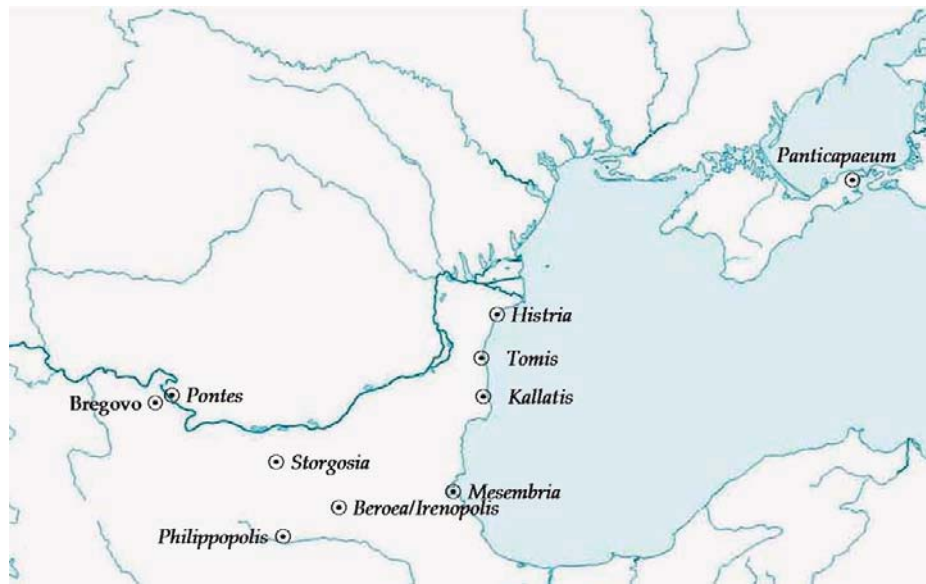 Panticapaeum
Histria
Tomis
Kallatis
Pontes
Bregovo
Storgosia
Mesembria
Beroea/Irenopolis
Philippopolis